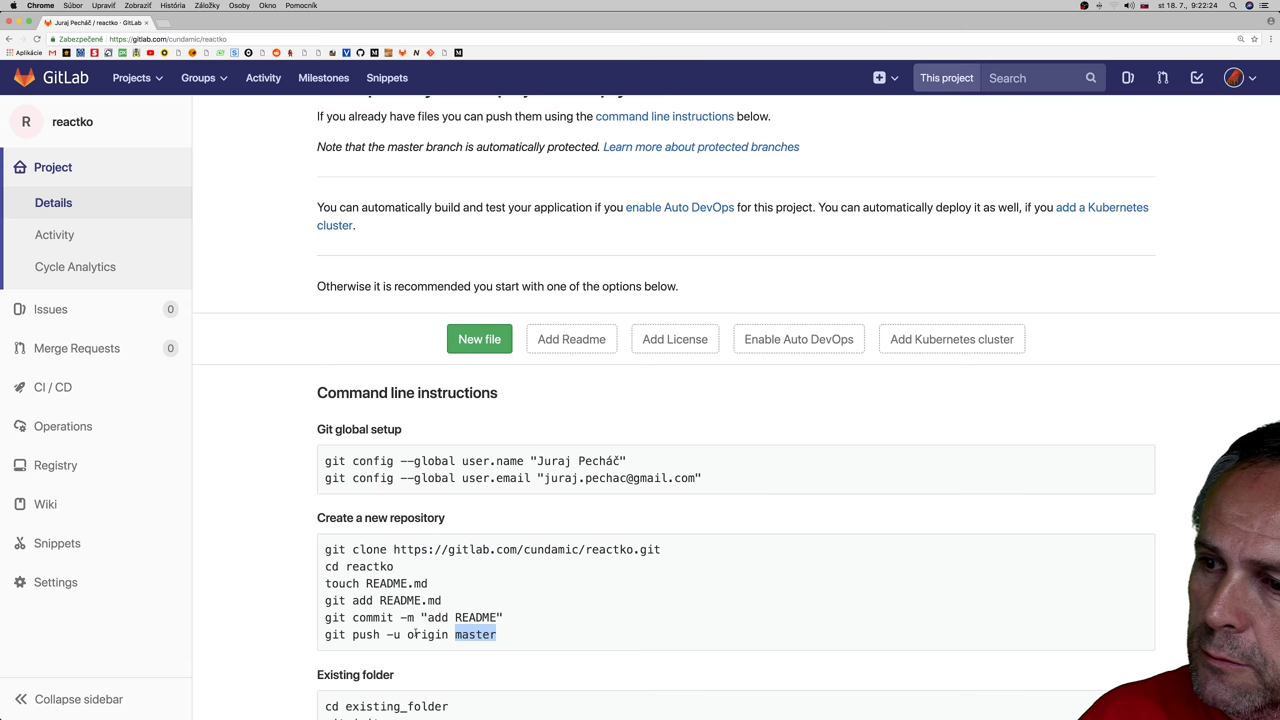 Chrome Súbor Upraviť Zobraziť História Záložky Osoby Okno Pomocník
st 18. 7., 9:22:24
Juraj Pecháč / reactko · GitLab
Zabezpečené https://gitlab.com/cundamic/reactko
Aplikácie
GitLab Projects Groups Activity Milestones Snippets This project Search
R reactko
Project
Details
Activity
Cycle Analytics
Issues 0
Merge Requests 0
CI / CD
Operations
Registry
Wiki
Snippets
Settings
Collapse sidebar
If you already have files you can push them using the command line instructions below.
Note that the master branch is automatically protected. Learn more about protected branches
You can automatically build and test your application if you enable Auto DevOps for this project. You can automatically deploy it as well, if you add a Kubernetes
cluster.
Otherwise it is recommended you start with one of the options below.
New file Add Readme Add License Enable Auto DevOps Add Kubernetes cluster
Command line instructions
Git global setup
git config --global user.name "Juraj Pecháč"
git config --global user.email "juraj.pechac@gmail.com"
Create a new repository
git clone https://gitlab.com/cundamic/reactko.git
cd reactko
touch README.md
git add README.md
git commit -m "add README"
git push -u origin master
Existing folder
cd existing_folder